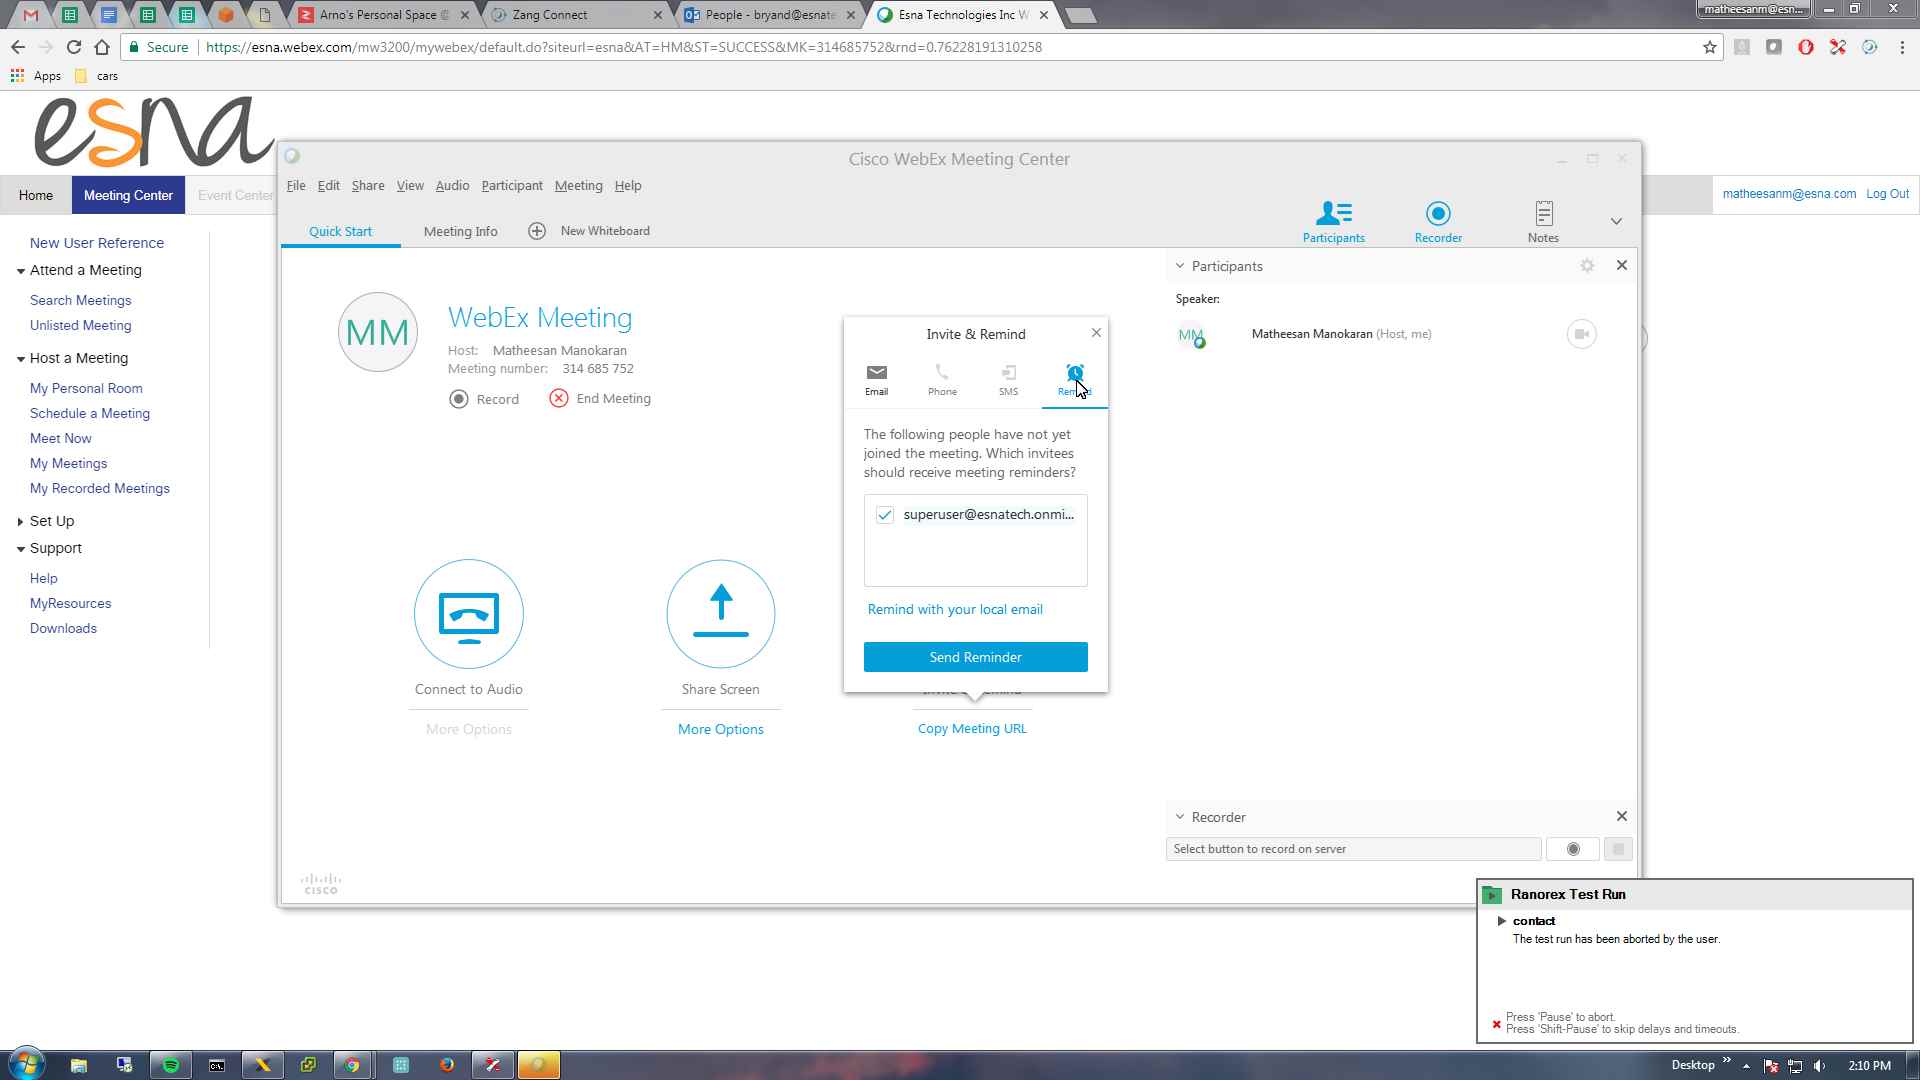 Arno's Personal Space @
Zang Connect
People - bryand@esnate
Esna Technologies Inc W
matheesanm@esn...
Secure
https://esna.webex.com/mw3200/mywebex/default.do?siteurl=esna&AT=HM&ST=SUCCESS&MK=314685752&rnd=0.76228191310258
Apps
cars
esna
Home
Meeting Center
Event Center
matheesanm@esna.com
Log Out
New User Reference
Attend a Meeting
Search Meetings
Unlisted Meeting
Host a Meeting
My Personal Room
Schedule a Meeting
Meet Now
My Meetings
My Recorded Meetings
Set Up
Support
Help
MyResources
Downloads
Cisco WebEx Meeting Center
File Edit Share View Audio Participant Meeting Help
Quick Start
Meeting Info
New Whiteboard
Participants
Recorder
Notes
MM
WebEx Meeting
Host: Matheesan Manokaran
Meeting number: 314 685 752
Record
End Meeting
Connect to Audio
More Options
Share Screen
More Options
Copy Meeting URL
CISCO
Invite & Remind
Email
Phone
SMS
Remind
The following people have not yet
joined the meeting. Which invitees
should receive meeting reminders?
superuser@esnatech.onmi...
Remind with your local email
Send Reminder
Participants
Speaker:
MM
Matheesan Manokaran (Host, me)
Recorder
Select button to record on server
Ranorex Test Run
contact
The test run has been aborted by the user.
Press 'Pause' to abort.
Press 'Shift-Pause' to skip delays and timeouts.
Desktop
2:10 PM